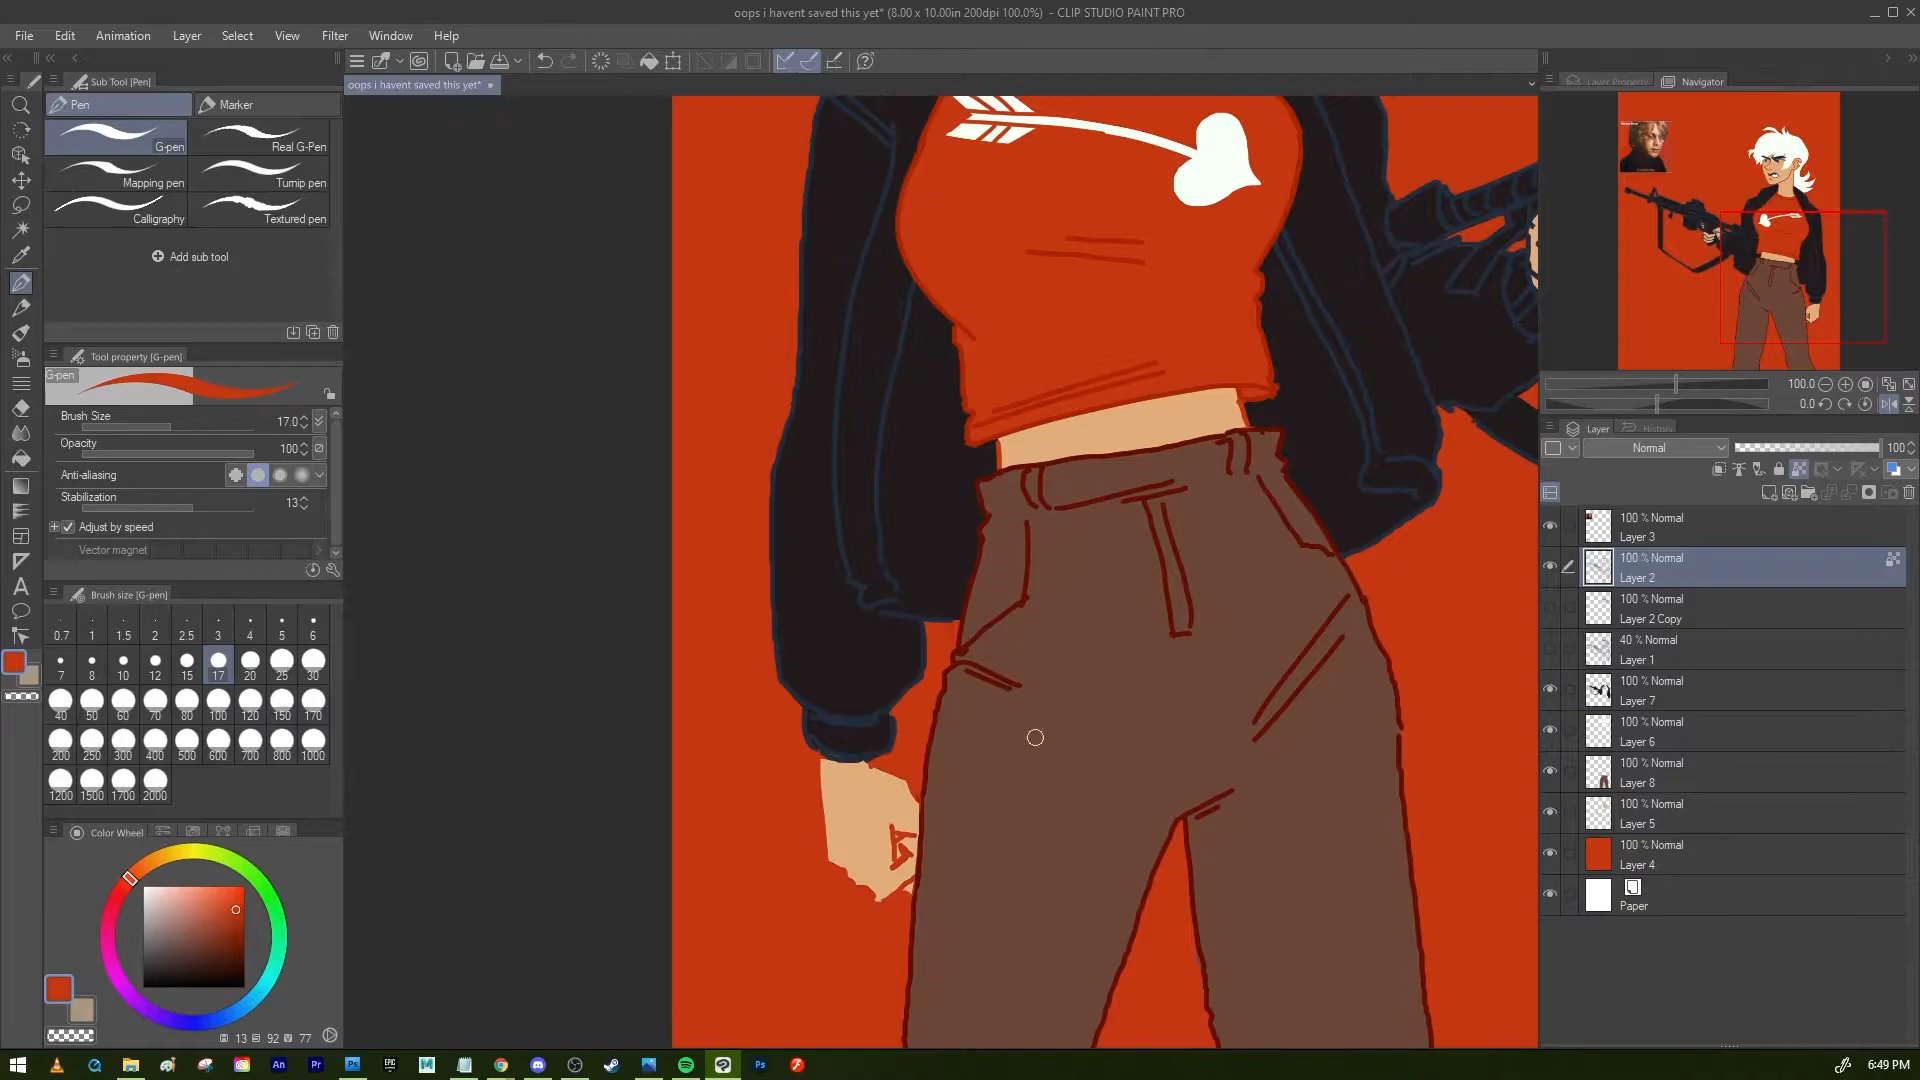 oops i havent saved this yet* (8.00 x 10.00in 200dpi 100.0%) - CLIP STUDIO PAINT PRO
File Edit Animation Layer Select View Filter Window Help
Sub Tool [Pen]
oops i havent saved this yet*
Layer Property Navigator
Pen Marker
G-pen Real G-Pen
Mapping pen Turnip pen
Calligraphy Textured pen
Add sub tool
Tool property [G-pen]
G-pen
Brush Size 17.0
Opacity 100
Anti-aliasing
Stabilization 13
Adjust by speed
Vector magnet
Brush size [G-pen]
0.7 1 1.5 2 2.5 3 4 5 6
7 8 10 12 15 17 20 25 30
40 50 60 70 80 100 120 150 170
200 250 300 400 500 600 700 800 1000
1200 1500 1700 2000
Color Wheel
H 13 S 92 V 77
100.0
0.0
Layer History
Normal 100
100 % Normal
Layer 3
100 % Normal
Layer 2
100 % Normal
Layer 2 Copy
40 % Normal
Layer 1
100 % Normal
Layer 7
100 % Normal
Layer 6
100 % Normal
Layer 8
100 % Normal
Layer 5
100 % Normal
Layer 4
Paper
An Pr Ps EPIC M Ps
6:49 PM